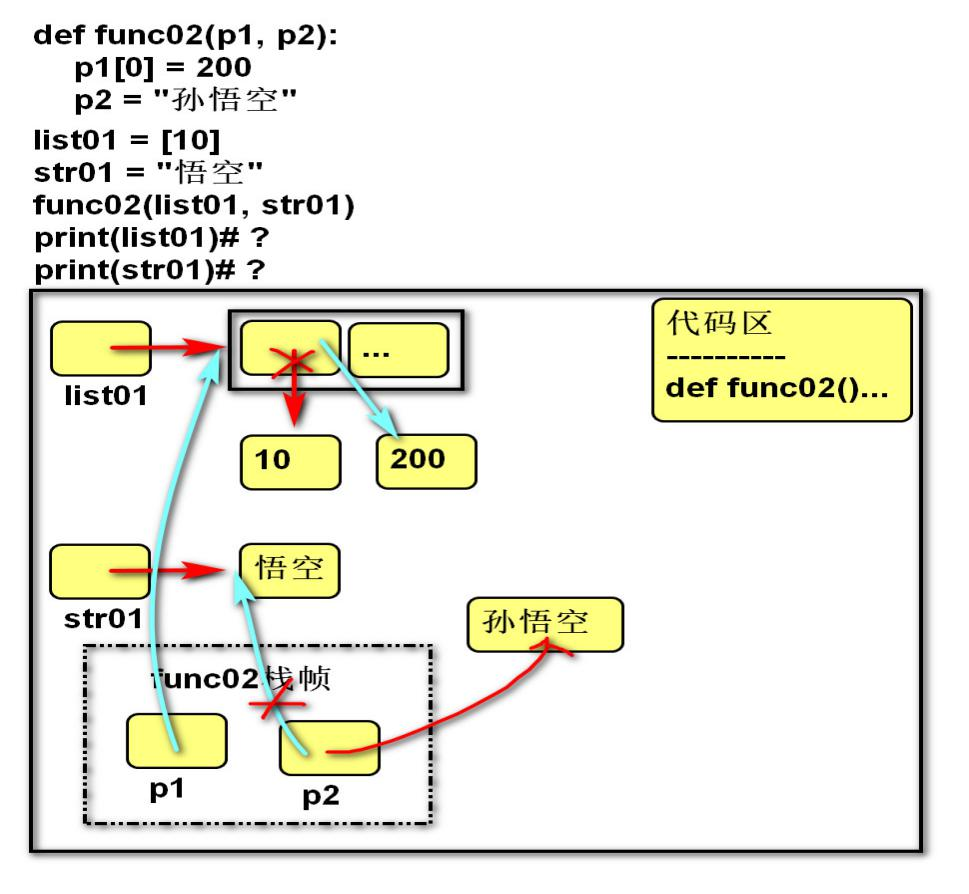 def func02(p1, p2):
p1[0] = 200
p2 = "孙悟空"
list01 = [10]
str01 = "悟空"
func02(list01, str01)
print(list01)# ?
print(str01)# ?
代码区
----------
def func02()...
...
list01
10
200
悟空
str01
孙悟空
func02栈帧
p1
p2